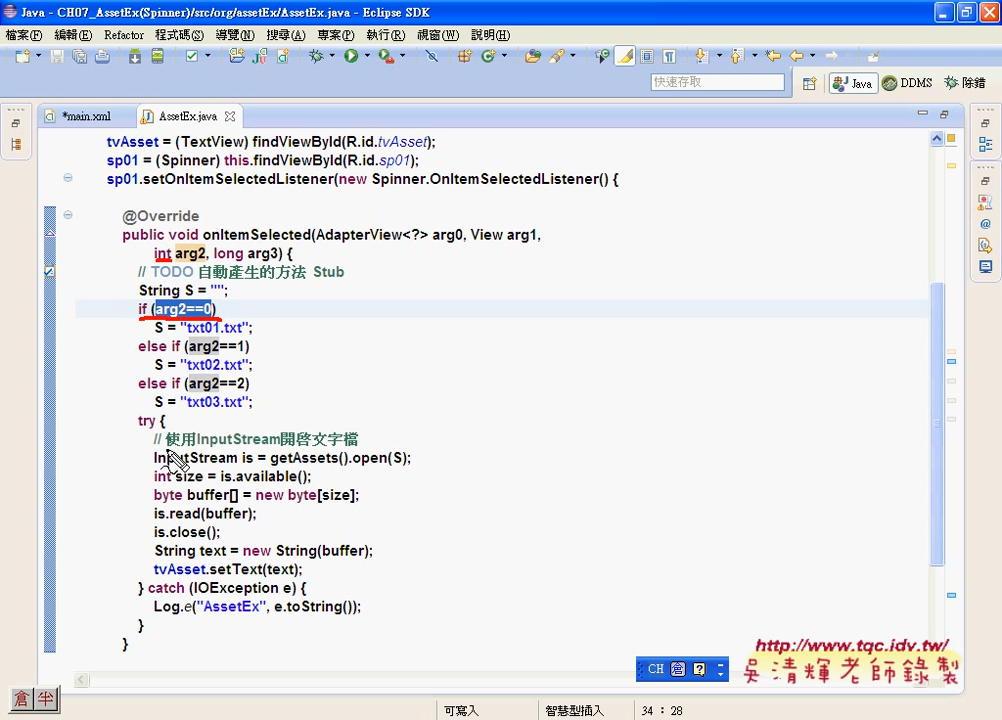 Java - CH07_AssetEx(Spinner)/src/org/assetEx/AssetEx.java - Eclipse SDK
檔案(F) 編輯(E) Refactor 程式碼(S) 導覽(N) 搜尋(A) 專案(P) 執行(R) 視窗(W) 說明(H)
快速存取
Java DDMS 除錯
*main.xml AssetEx.java
tvAsset = (TextView) findViewById(R.id.tvAsset);
sp01 = (Spinner) this.findViewById(R.id.sp01);
sp01.setOnItemSelectedListener(new Spinner.OnItemSelectedListener() {
@Override
public void onItemSelected(AdapterView<?> arg0, View arg1,
int arg2, long arg3) {
// TODO 自動產生的方法 Stub
String S = "";
if (arg2==0)
S = "txt01.txt";
else if (arg2==1)
S = "txt02.txt";
else if (arg2==2)
S = "txt03.txt";
try {
// 使用InputStream開啓文字檔
InputStream is = getAssets().open(S);
int size = is.available();
byte buffer[] = new byte[size];
is.read(buffer);
is.close();
String text = new String(buffer);
tvAsset.setText(text);
} catch (IOException e) {
Log.e("AssetEx", e.toString());
}
}
http://www.tqc.idv.tw/
吳清輝老師錄製
CH 倉
倉 半
可寫入 智慧型插入 34 : 28